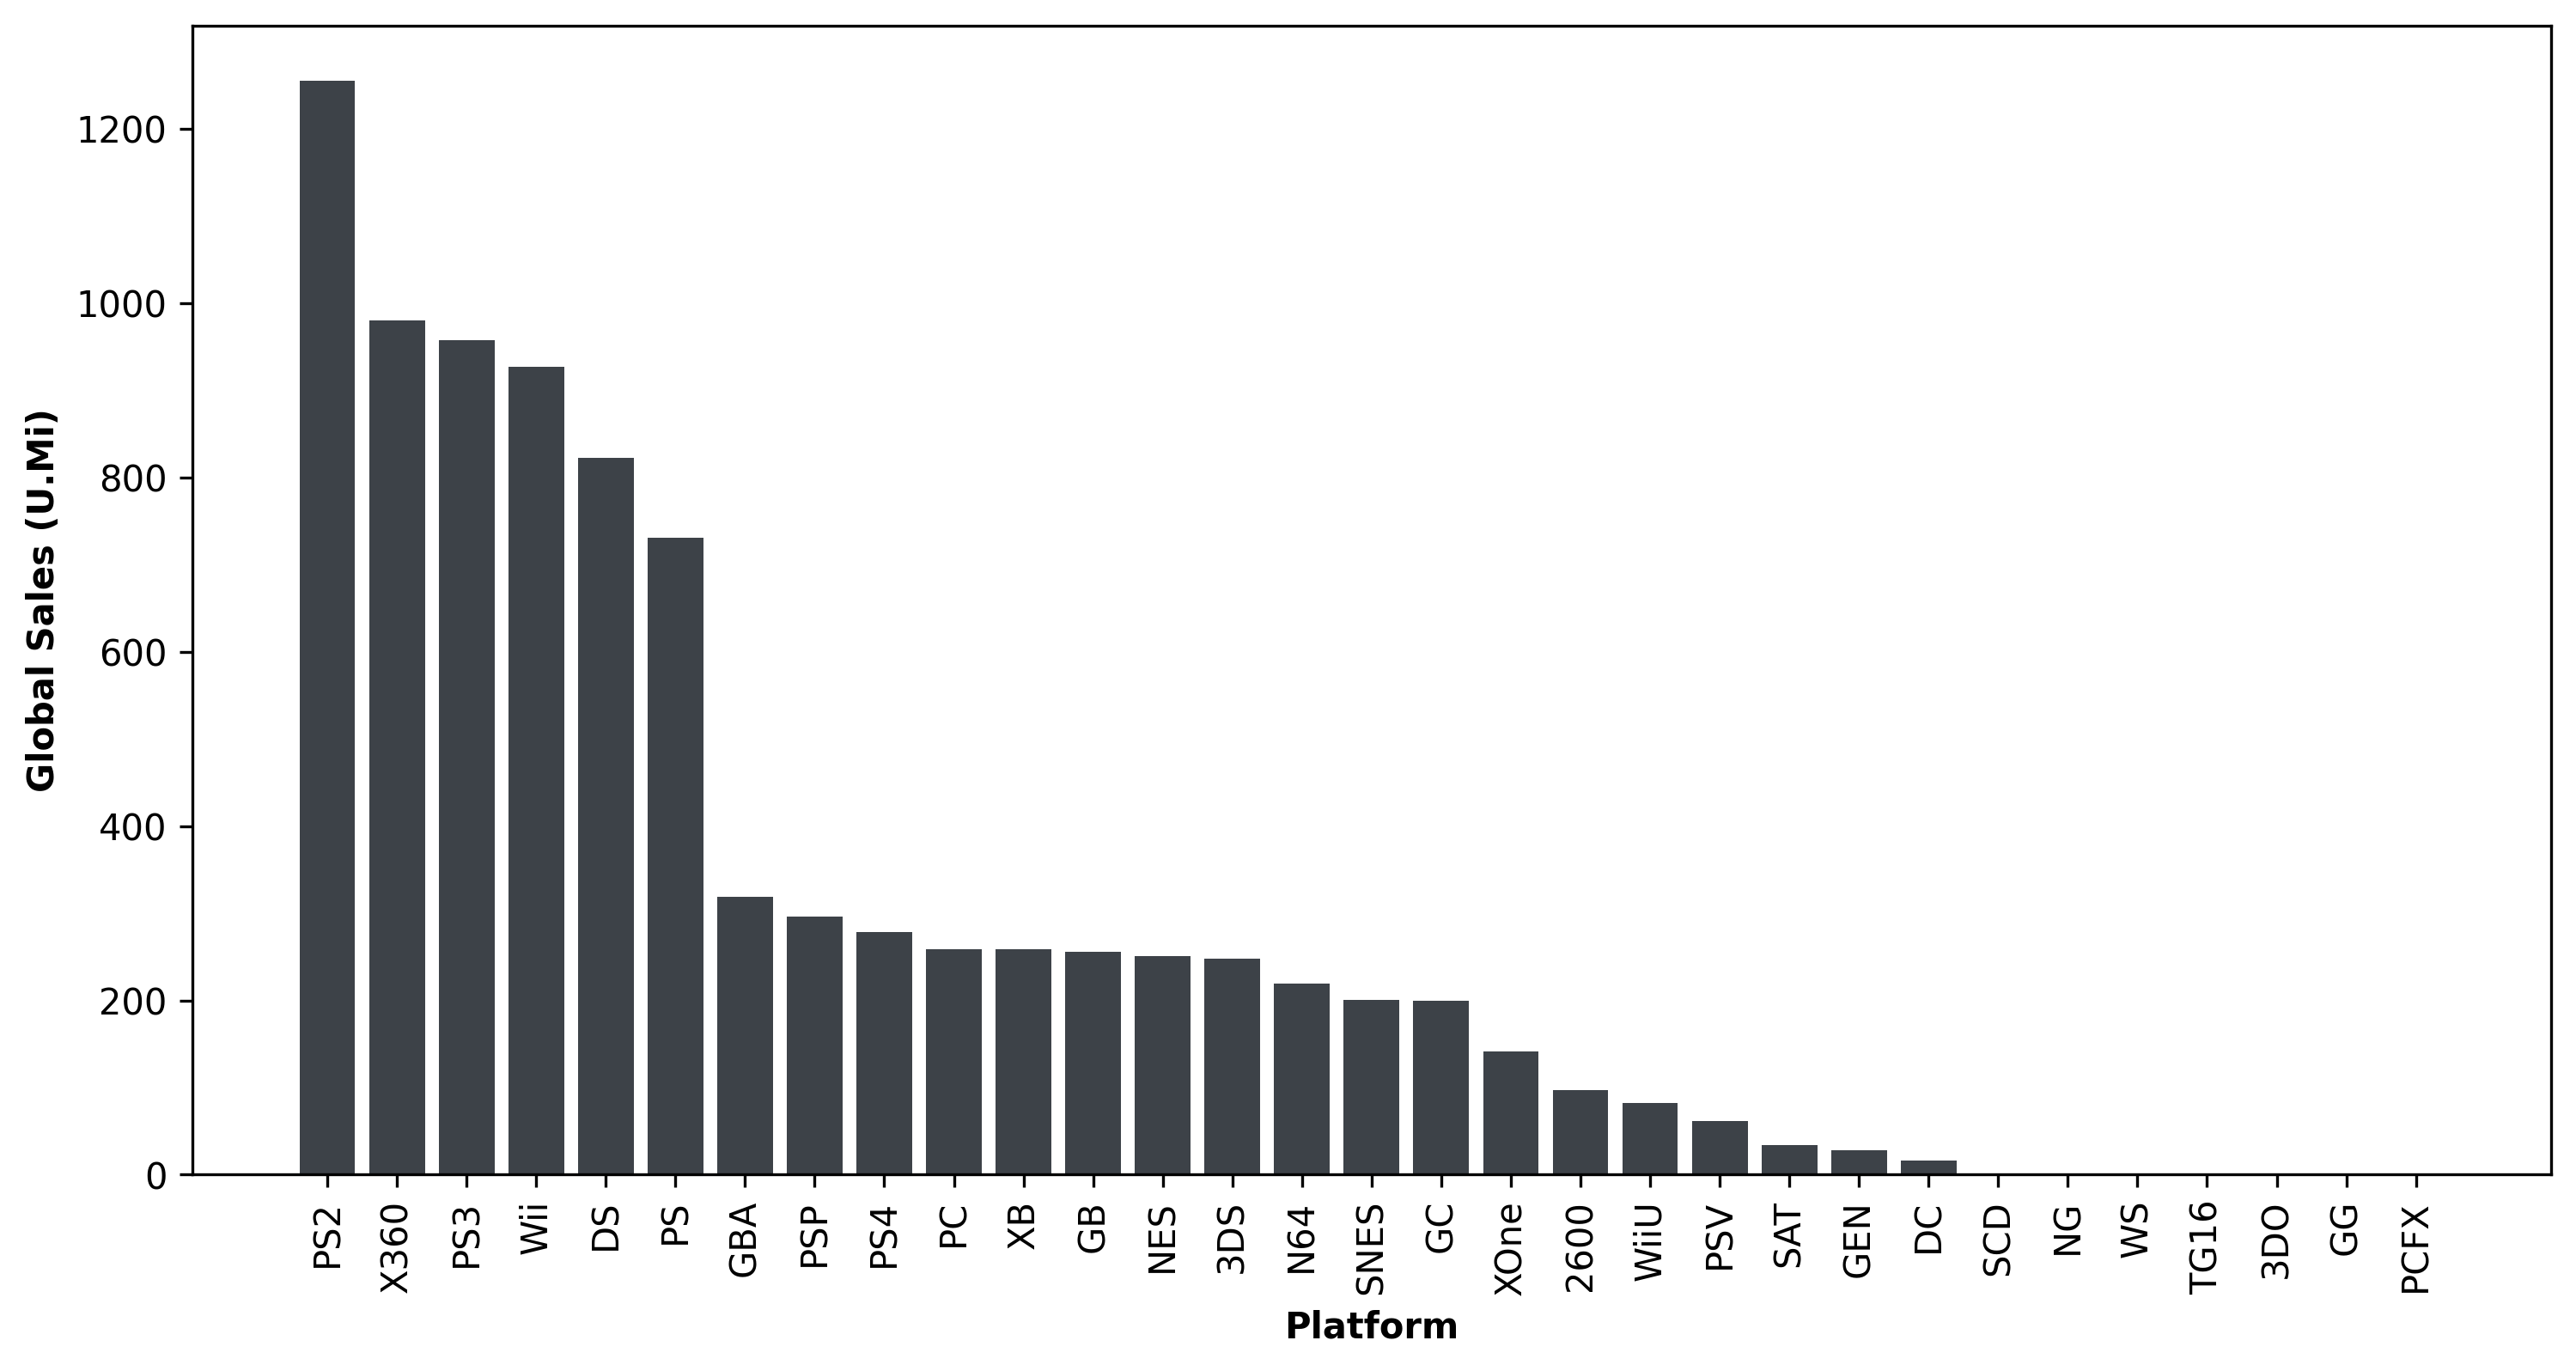 Global Sales (U.Mi)
1200
1000
800
600
400
200
0
PS2
X360
PS3
Wii
DS
PS
GBA
PSP
PS4
PC
XB
GB
NES
3DS
N64
SNES
GC
XOne
2600
WiiU
PSV
SAT
GEN
DC
SCD
NG
WS
TG16
3DO
GG
PCFX
Platform